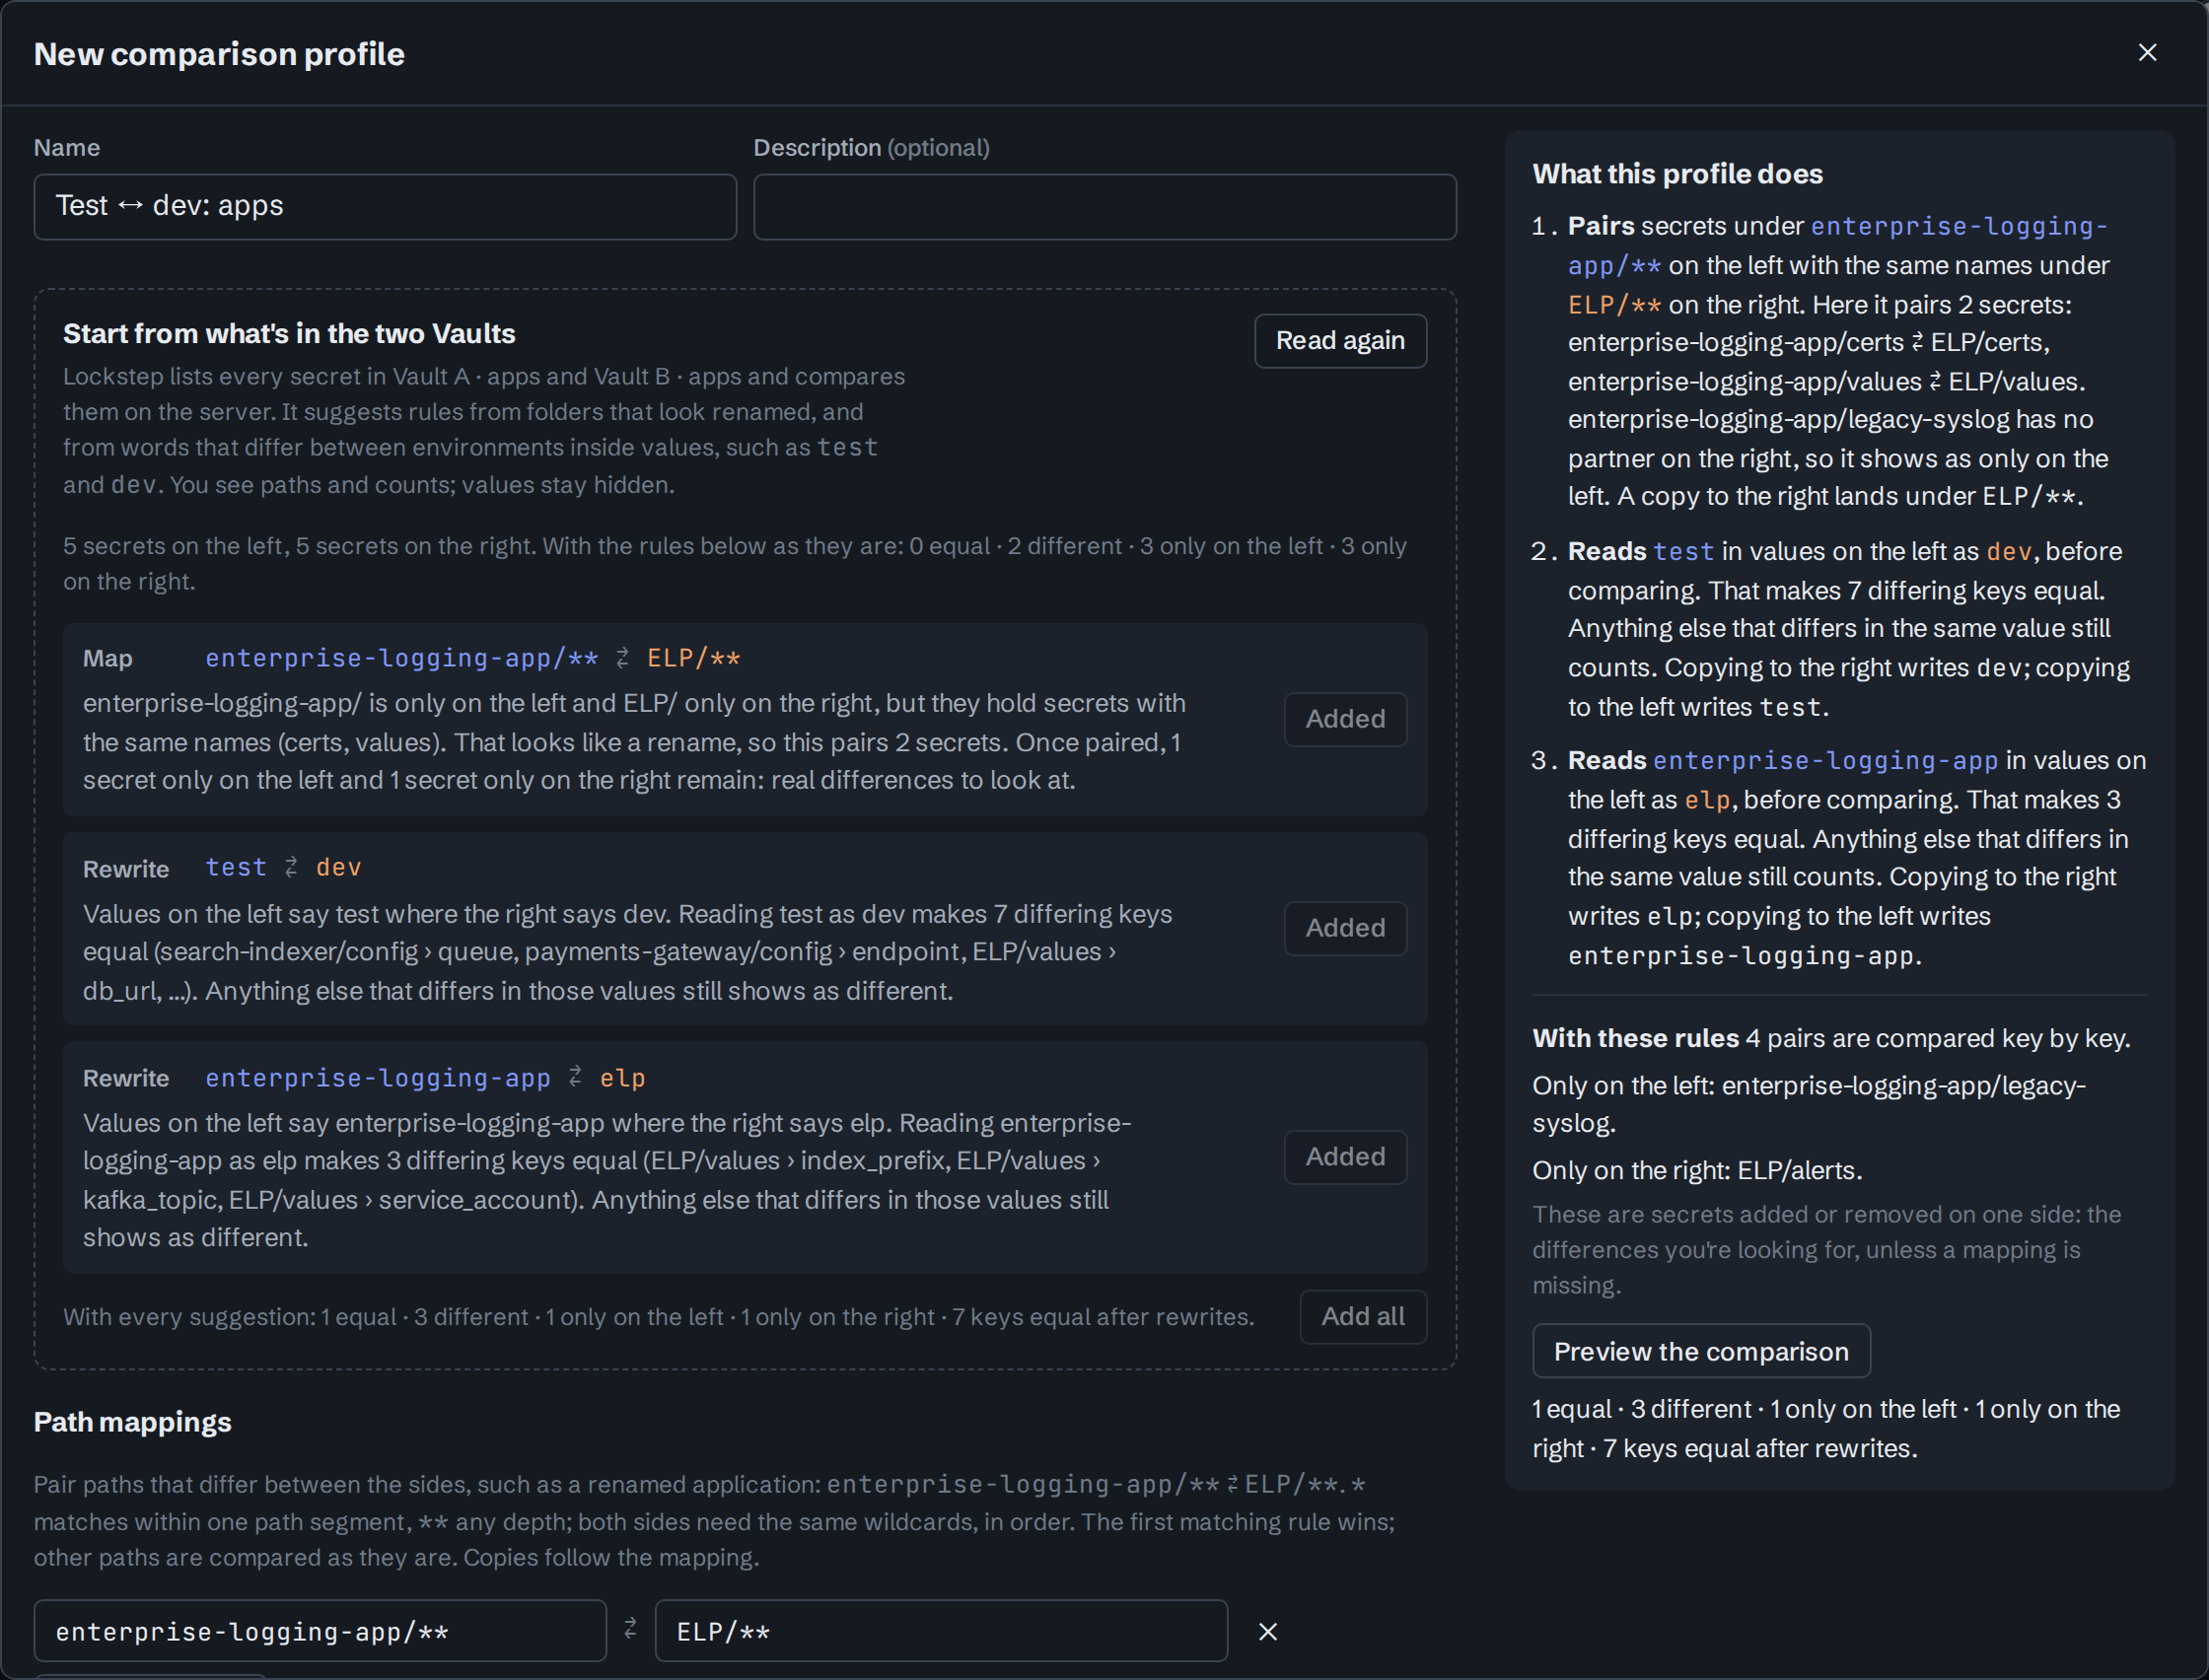 New comparison profile
Name
Description (optional)
Test ↔ dev: apps
Start from what's in the two Vaults
Read again
Lockstep lists every secret in Vault A · apps and Vault B · apps and compares
them on the server. It suggests rules from folders that look renamed, and
from words that differ between environments inside values, such as test
and dev. You see paths and counts; values stay hidden.
5 secrets on the left, 5 secrets on the right. With the rules below as they are: 0 equal · 2 different · 3 only on the left · 3 only
on the right.
Map enterprise-logging-app/** ⇄ ELP/**
enterprise-logging-app/ is only on the left and ELP/ only on the right, but they hold secrets with
the same names (certs, values). That looks like a rename, so this pairs 2 secrets. Once paired, 1
secret only on the left and 1 secret only on the right remain: real differences to look at.
Added
Rewrite test ⇄ dev
Values on the left say test where the right says dev. Reading test as dev makes 7 differing keys
equal (search-indexer/config › queue, payments-gateway/config › endpoint, ELP/values ›
db_url, …). Anything else that differs in those values still shows as different.
Added
Rewrite enterprise-logging-app ⇄ elp
Values on the left say enterprise-logging-app where the right says elp. Reading enterprise-
logging-app as elp makes 3 differing keys equal (ELP/values › index_prefix, ELP/values ›
kafka_topic, ELP/values › service_account). Anything else that differs in those values still
shows as different.
Added
With every suggestion: 1 equal · 3 different · 1 only on the left · 1 only on the right · 7 keys equal after rewrites.
Add all
Path mappings
Pair paths that differ between the sides, such as a renamed application: enterprise-logging-app/** ⇄ ELP/**. *
matches within one path segment, ** any depth; both sides need the same wildcards, in order. The first matching rule wins;
other paths are compared as they are. Copies follow the mapping.
enterprise-logging-app/** ⇄ ELP/**
What this profile does
1. Pairs secrets under enterprise-logging-
app/** on the left with the same names under
ELP/** on the right. Here it pairs 2 secrets:
enterprise-logging-app/certs ⇄ ELP/certs,
enterprise-logging-app/values ⇄ ELP/values.
enterprise-logging-app/legacy-syslog has no
partner on the right, so it shows as only on the
left. A copy to the right lands under ELP/**.
2. Reads test in values on the left as dev, before
comparing. That makes 7 differing keys equal.
Anything else that differs in the same value still
counts. Copying to the right writes dev; copying
to the left writes test.
3. Reads enterprise-logging-app in values on
the left as elp, before comparing. That makes 3
differing keys equal. Anything else that differs in
the same value still counts. Copying to the right
writes elp; copying to the left writes
enterprise-logging-app.
With these rules 4 pairs are compared key by key.
Only on the left: enterprise-logging-app/legacy-
syslog.
Only on the right: ELP/alerts.
These are secrets added or removed on one side: the
differences you're looking for, unless a mapping is
missing.
Preview the comparison
1 equal · 3 different · 1 only on the left · 1 only on the
right · 7 keys equal after rewrites.